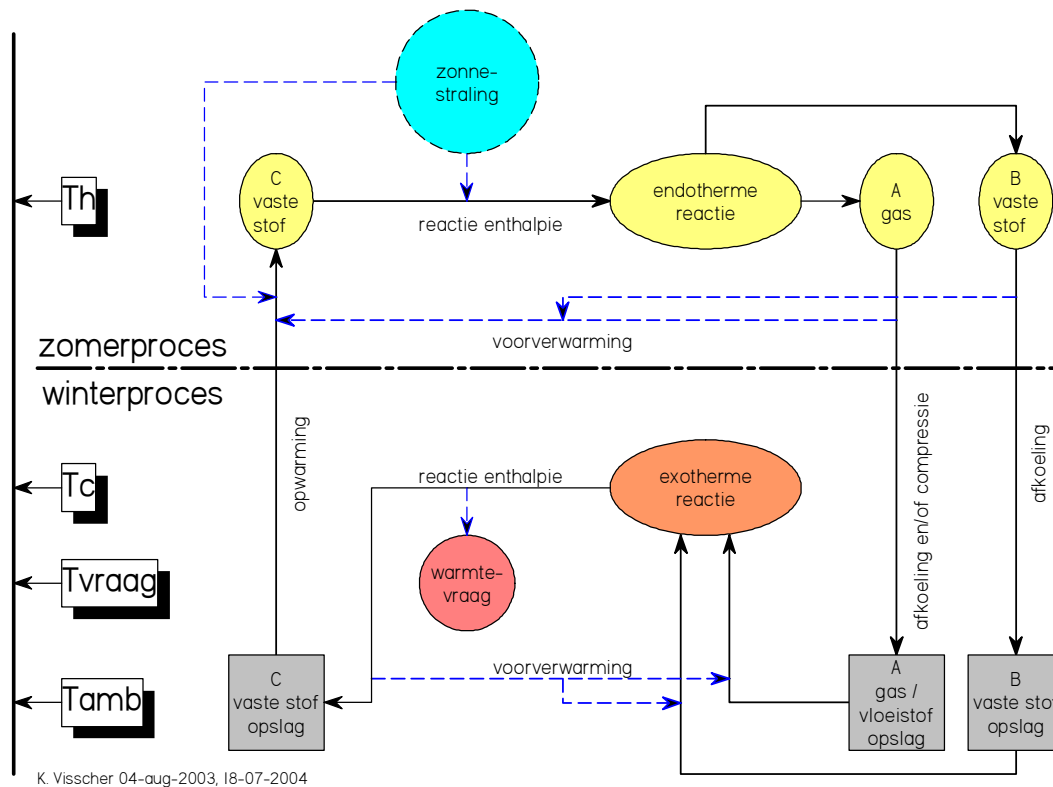 zonne-
straling
Th
C
vaste
stof
endotherme
reactie
A
gas
B
vaste
stof
reactie enthalpie
voorverwarming
zomerproces
winterproces
opwarming
afkoeling en/of compressie
afkoeling
Tc
reactie enthalpie
exotherme
reactie
Tvraag
warmte-
vraag
voorverwarming
Tamb
C
vaste stof
opslag
A
gas /
vloeistof
opslag
B
vaste stof
opslag
K. Visscher 04-aug-2003, 18-07-2004